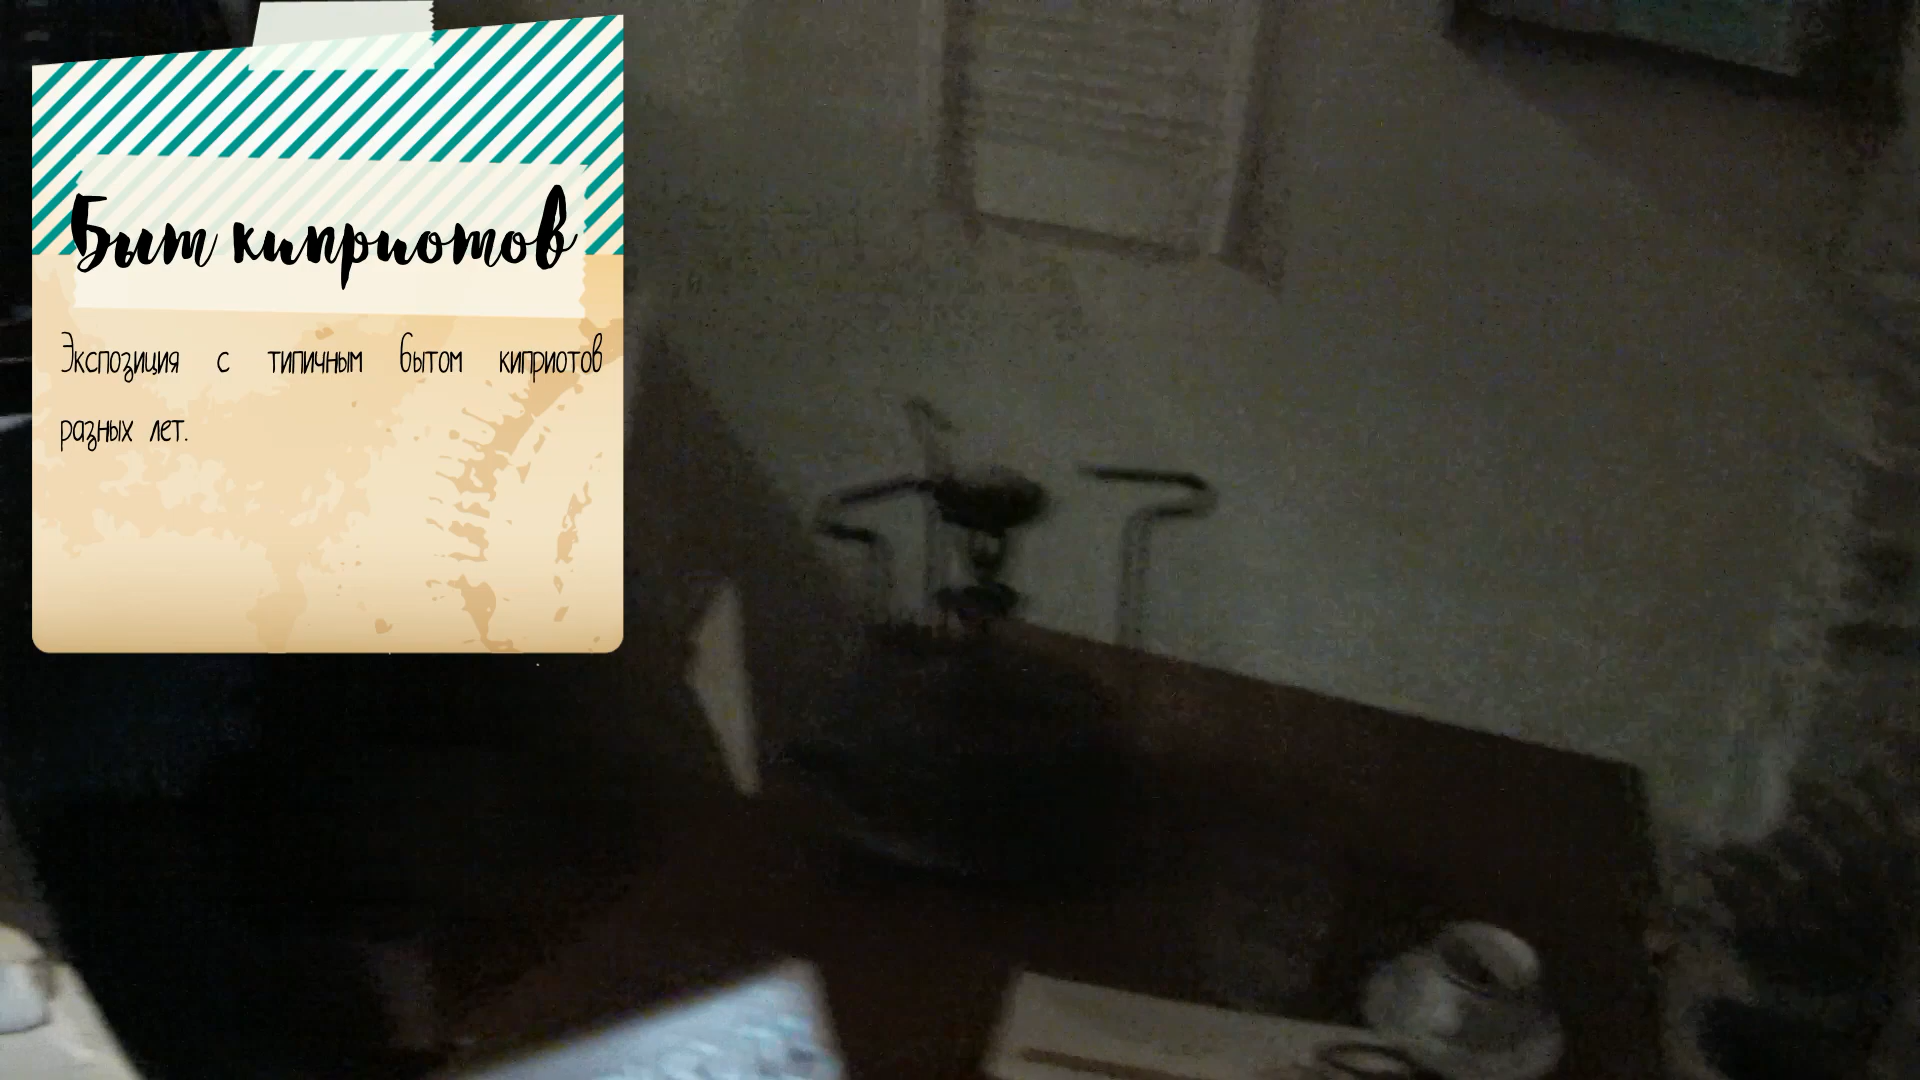 Быт киприотов
Экспозиция с типичным бытом киприотов
разных лет.